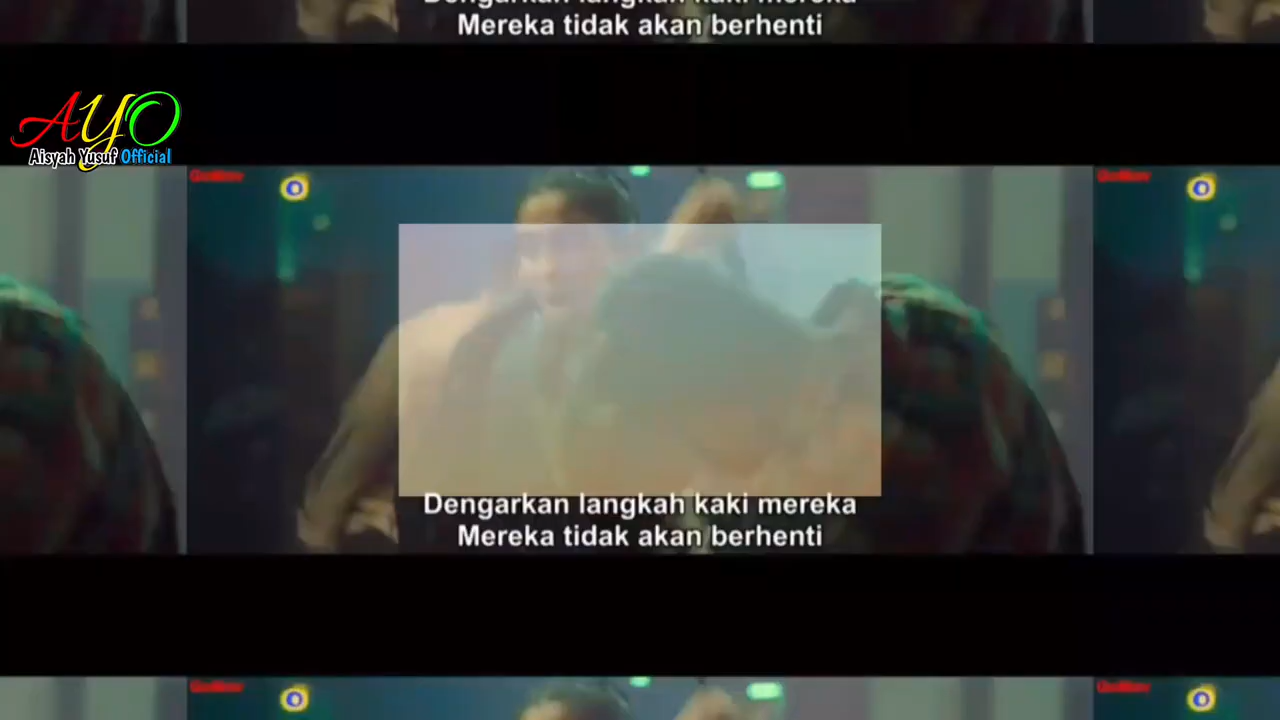 Mereka tidak akan berhenti
AYO
Aisyah Yusuf Official
Dengarkan langkah kaki mereka
Mereka tidak akan berhenti